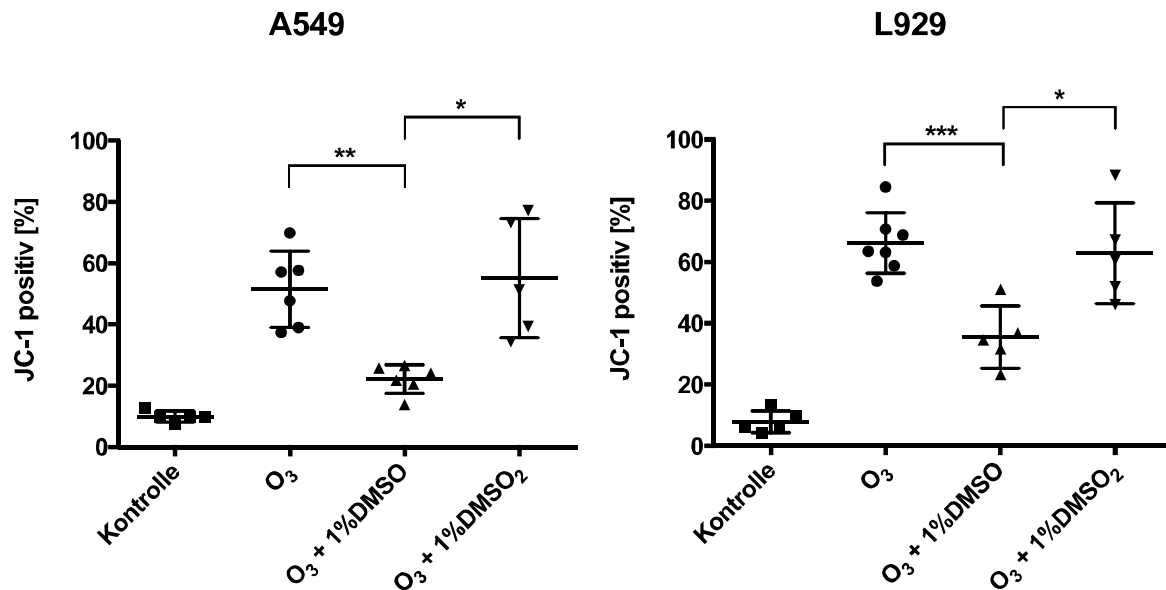 A549
JC-1 positiv [%]
100
80
60
40
20
0
**
*
Kontrolle
O₃
O₃ + 1%DMSO
O₃ + 1%DMSO₂
L929
JC-1 positiv [%]
100
80
60
40
20
0
***
*
Kontrolle
O₃
O₃ + 1%DMSO
O₃ + 1%DMSO₂